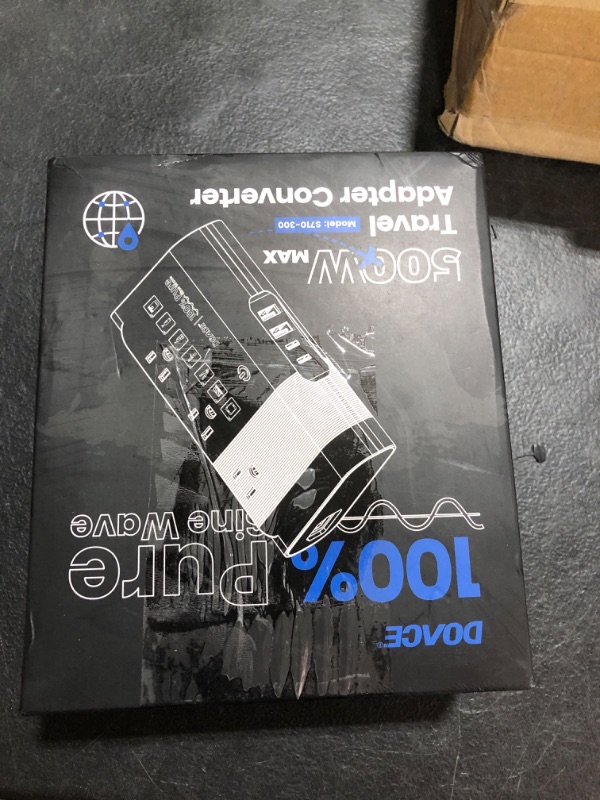 DOACE®
100% Pure
Sine Wave
500W MAX
Travel Model: S710-300
Adapter Converter